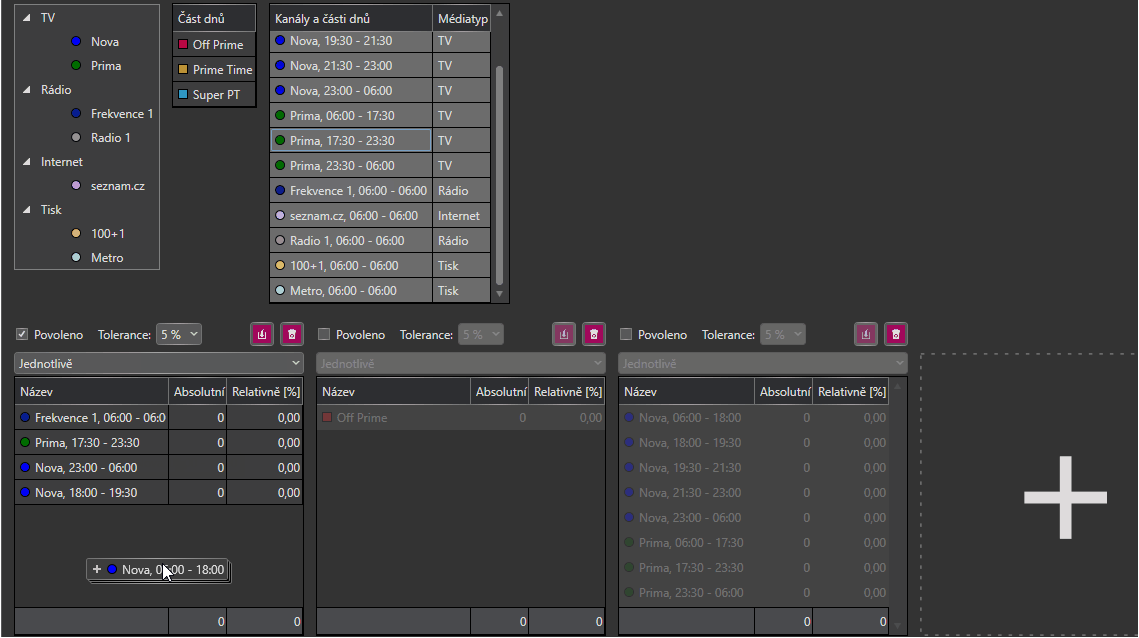 TV
Nova
Prima
Rádio
Frekvence 1
Radio 1
Internet
seznam.cz
Tisk
100+1
Metro
Část dnů
Off Prime
Prime Time
Super PT
Kanály a části dnů Médiatyp
Nova, 19:30 - 21:30 TV
Nova, 21:30 - 23:00 TV
Nova, 23:00 - 06:00 TV
Prima, 06:00 - 17:30 TV
Prima, 17:30 - 23:30 TV
Prima, 23:30 - 06:00 TV
Frekvence 1, 06:00 - 06:00 Rádio
seznam.cz, 06:00 - 06:00 Internet
Radio 1, 06:00 - 06:00 Rádio
100+1, 06:00 - 06:00 Tisk
Metro, 06:00 - 06:00 Tisk
Povoleno Tolerance: 5 %
Jednotlivě
Název Absolutní Relativně [%]
Frekvence 1, 06:00 - 06:0 0 0,00
Prima, 17:30 - 23:30 0 0,00
Nova, 23:00 - 06:00 0 0,00
Nova, 18:00 - 19:30 0 0,00
Nova, 00 - 18:00
0 0
Povoleno Tolerance: 5 %
Jednotlivě
Název Absolutní Relativně [%]
Off Prime 0 0,00
0 0
Povoleno Tolerance: 5 %
Jednotlivě
Název Absolutní Relativně [%]
Nova, 06:00 - 18:00 0 0,00
Nova, 18:00 - 19:30 0 0,00
Nova, 19:30 - 21:30 0 0,00
Nova, 21:30 - 23:00 0 0,00
Nova, 23:00 - 06:00 0 0,00
Prima, 06:00 - 17:30 0 0,00
Prima, 17:30 - 23:30 0 0,00
Prima, 23:30 - 06:00 0 0,00
0 0